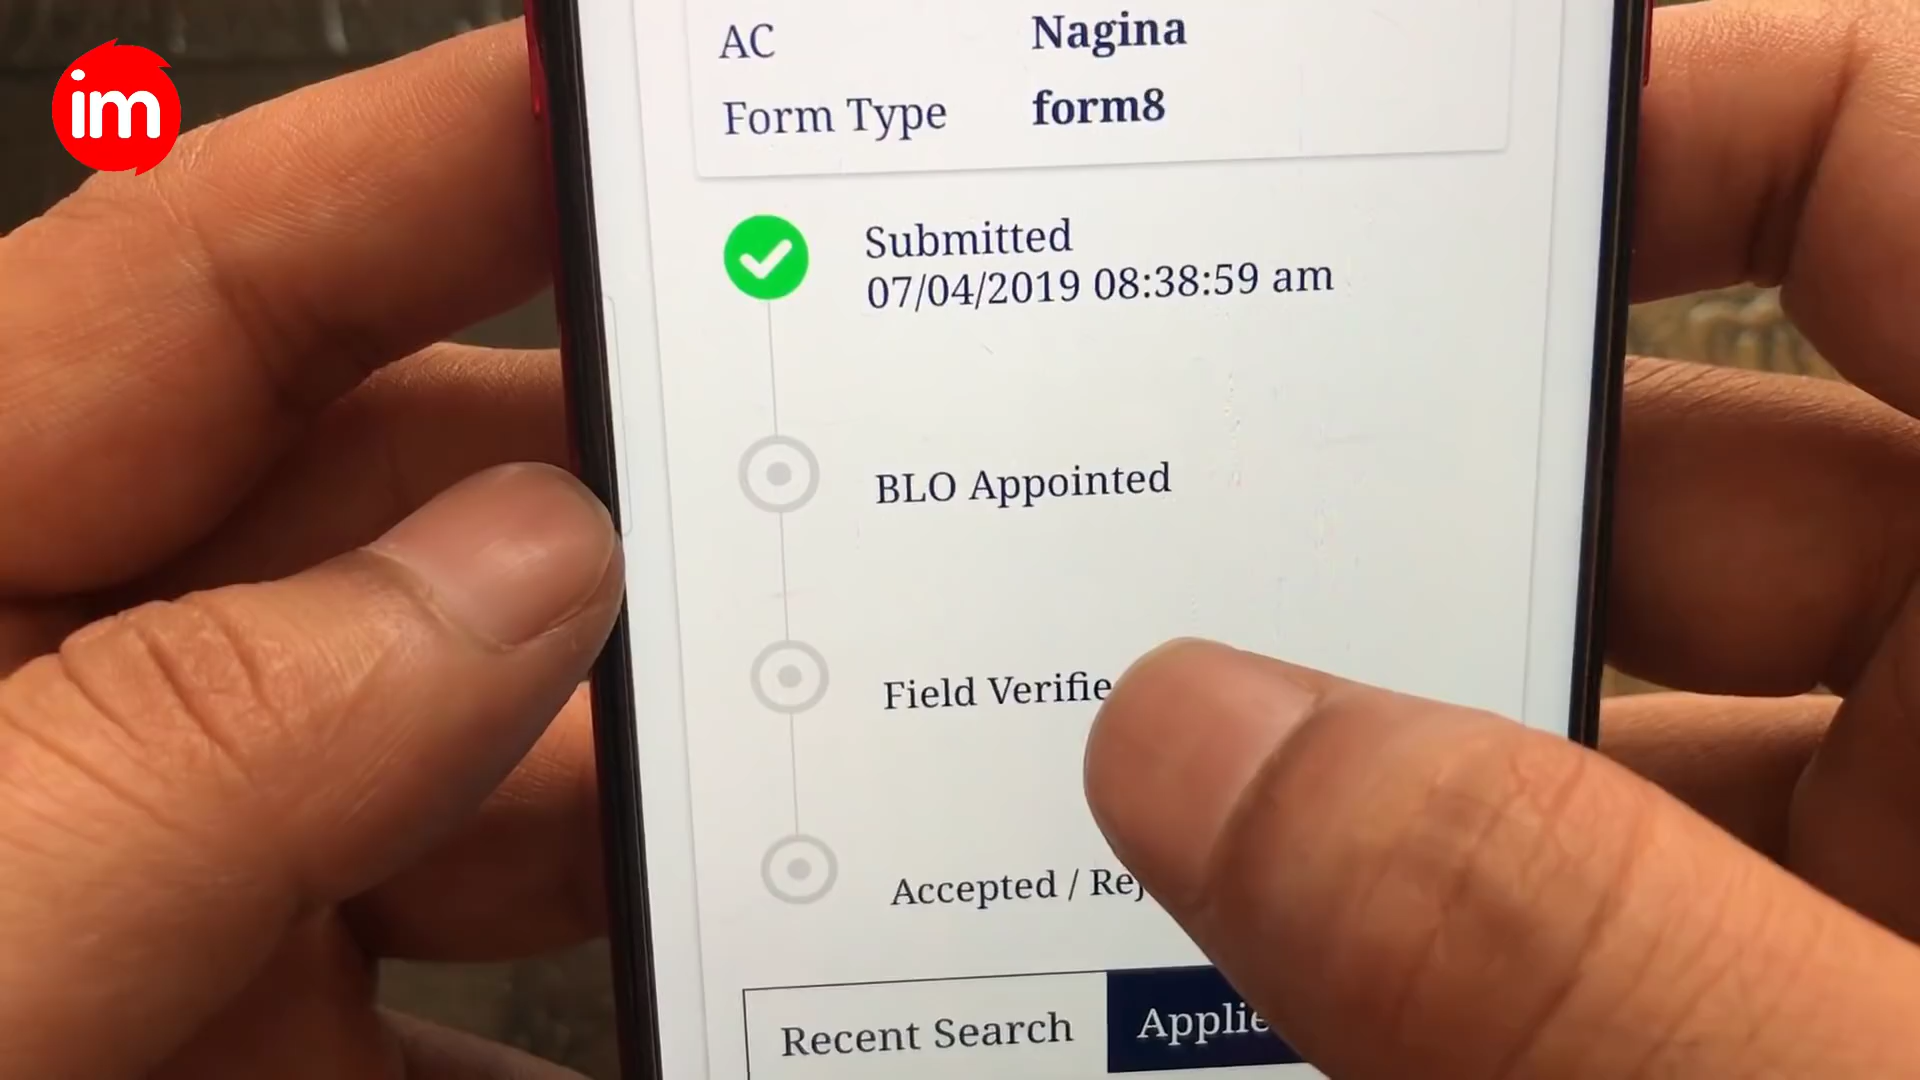 im
AC Nagina
Form Type form8
Submitted
07/04/2019 08:38:59 am
BLO Appointed
Field Verifie
Accepted / Rej
Recent Search
Applie